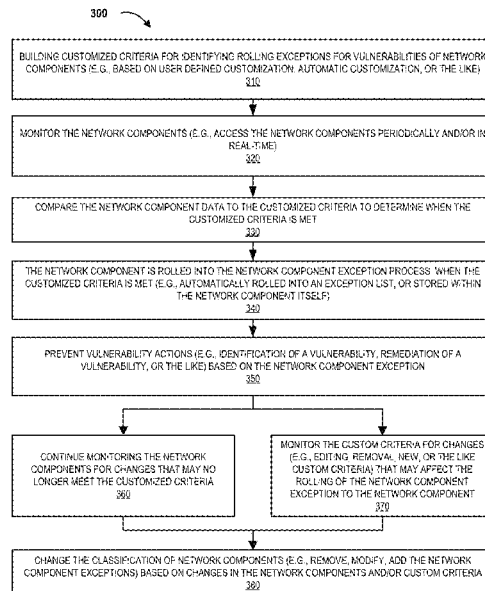 300
BUILDING CUSTOMIZED CRITERIA FOR IDENTIFYING ROLLING EXCEPTIONS FOR VULNERABILITIES OF NETWORK
COMPONENTS (E.G., BASED ON USER DEFINED CUSTOMIZATION, AUTOMATIC CUSTOMIZATION, OR THE LIKE)
310
MONITOR THE NETWORK COMPONENTS (E.G., ACCESS THE NETWORK COMPONENTS PERIODICALLY AND/OR IN
REAL-TIME)
320
COMPARE THE NETWORK COMPONENT DATA TO THE CUSTOMIZED CRITERIA TO DETERMINE WHEN THE
CUSTOMIZED CRITERIA IS MET
330
THE NETWORK COMPONENT IS ROLLED INTO THE NETWORK COMPONENT EXCEPTION PROCESS, WHEN THE
CUSTOMIZED CRITERIA IS MET (E.G., AUTOMATICALLY ROLLED INTO AN EXCEPTION LIST, OR STORED WITHIN
THE NETWORK COMPONENT ITSELF)
340
PREVENT VULNERABILITY ACTIONS (E.G., IDENTIFICATION OF A VULNERABILITY, REMEDIATION OF A
VULNERABILITY, OR THE LIKE) BASED ON THE NETWORK COMPONENT EXCEPTION
350
CONTINUE MONITORING THE NETWORK
COMPONENTS FOR CHANGES THAT MAY NO
LONGER MEET THE CUSTOMIZED CRITERIA
360
MONITOR THE CUSTOM CRITERIA FOR CHANGES
(E.G., EDITING, REMOVAL, NEW, OR THE LIKE
CUSTOM CRITERIA) THAT MAY AFFECT THE
ROLLING OF THE NETWORK COMPONENT
EXCEPTION TO THE NETWORK COMPONENT
370
CHANGE THE CLASSIFICATION OF NETWORK COMPONENTS (E.G., REMOVE, MODIFY, ADD THE NETWORK
COMPONENT EXCEPTIONS) BASED ON CHANGES IN THE NETWORK COMPONENTS AND/OR CUSTOM CRITERIA
380